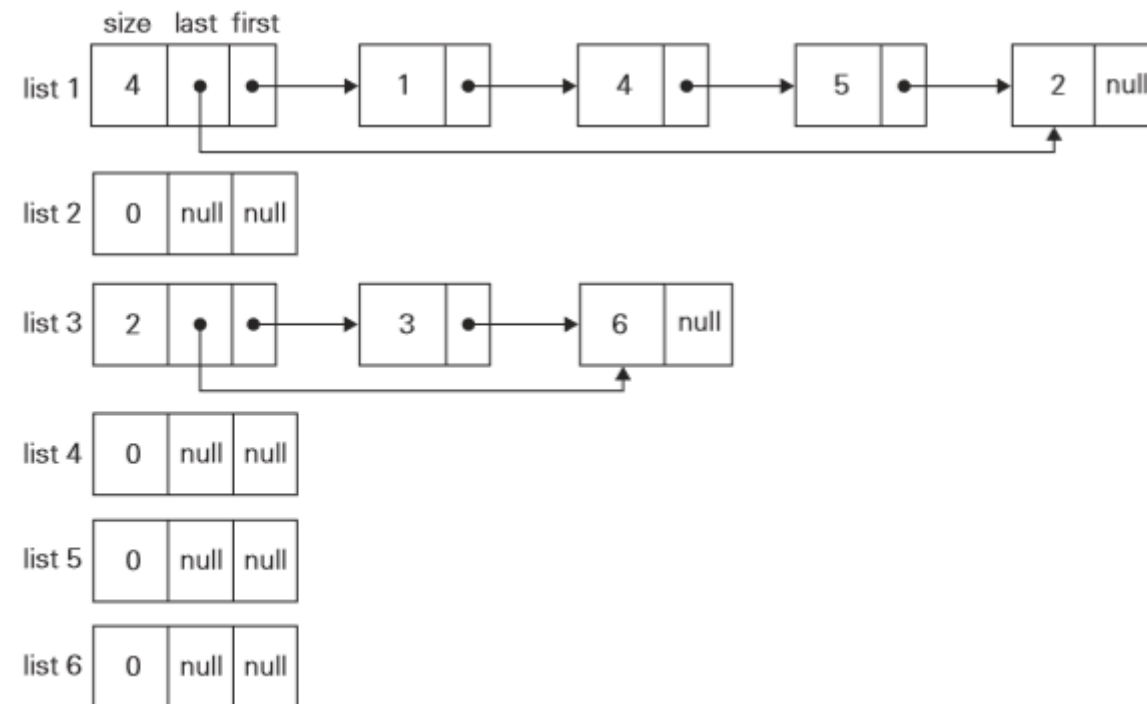 size last first
list 1 4 1 4 5 2 null
list 2 0 null null
list 3 2 3 6 null
list 4 0 null null
list 5 0 null null
list 6 0 null null